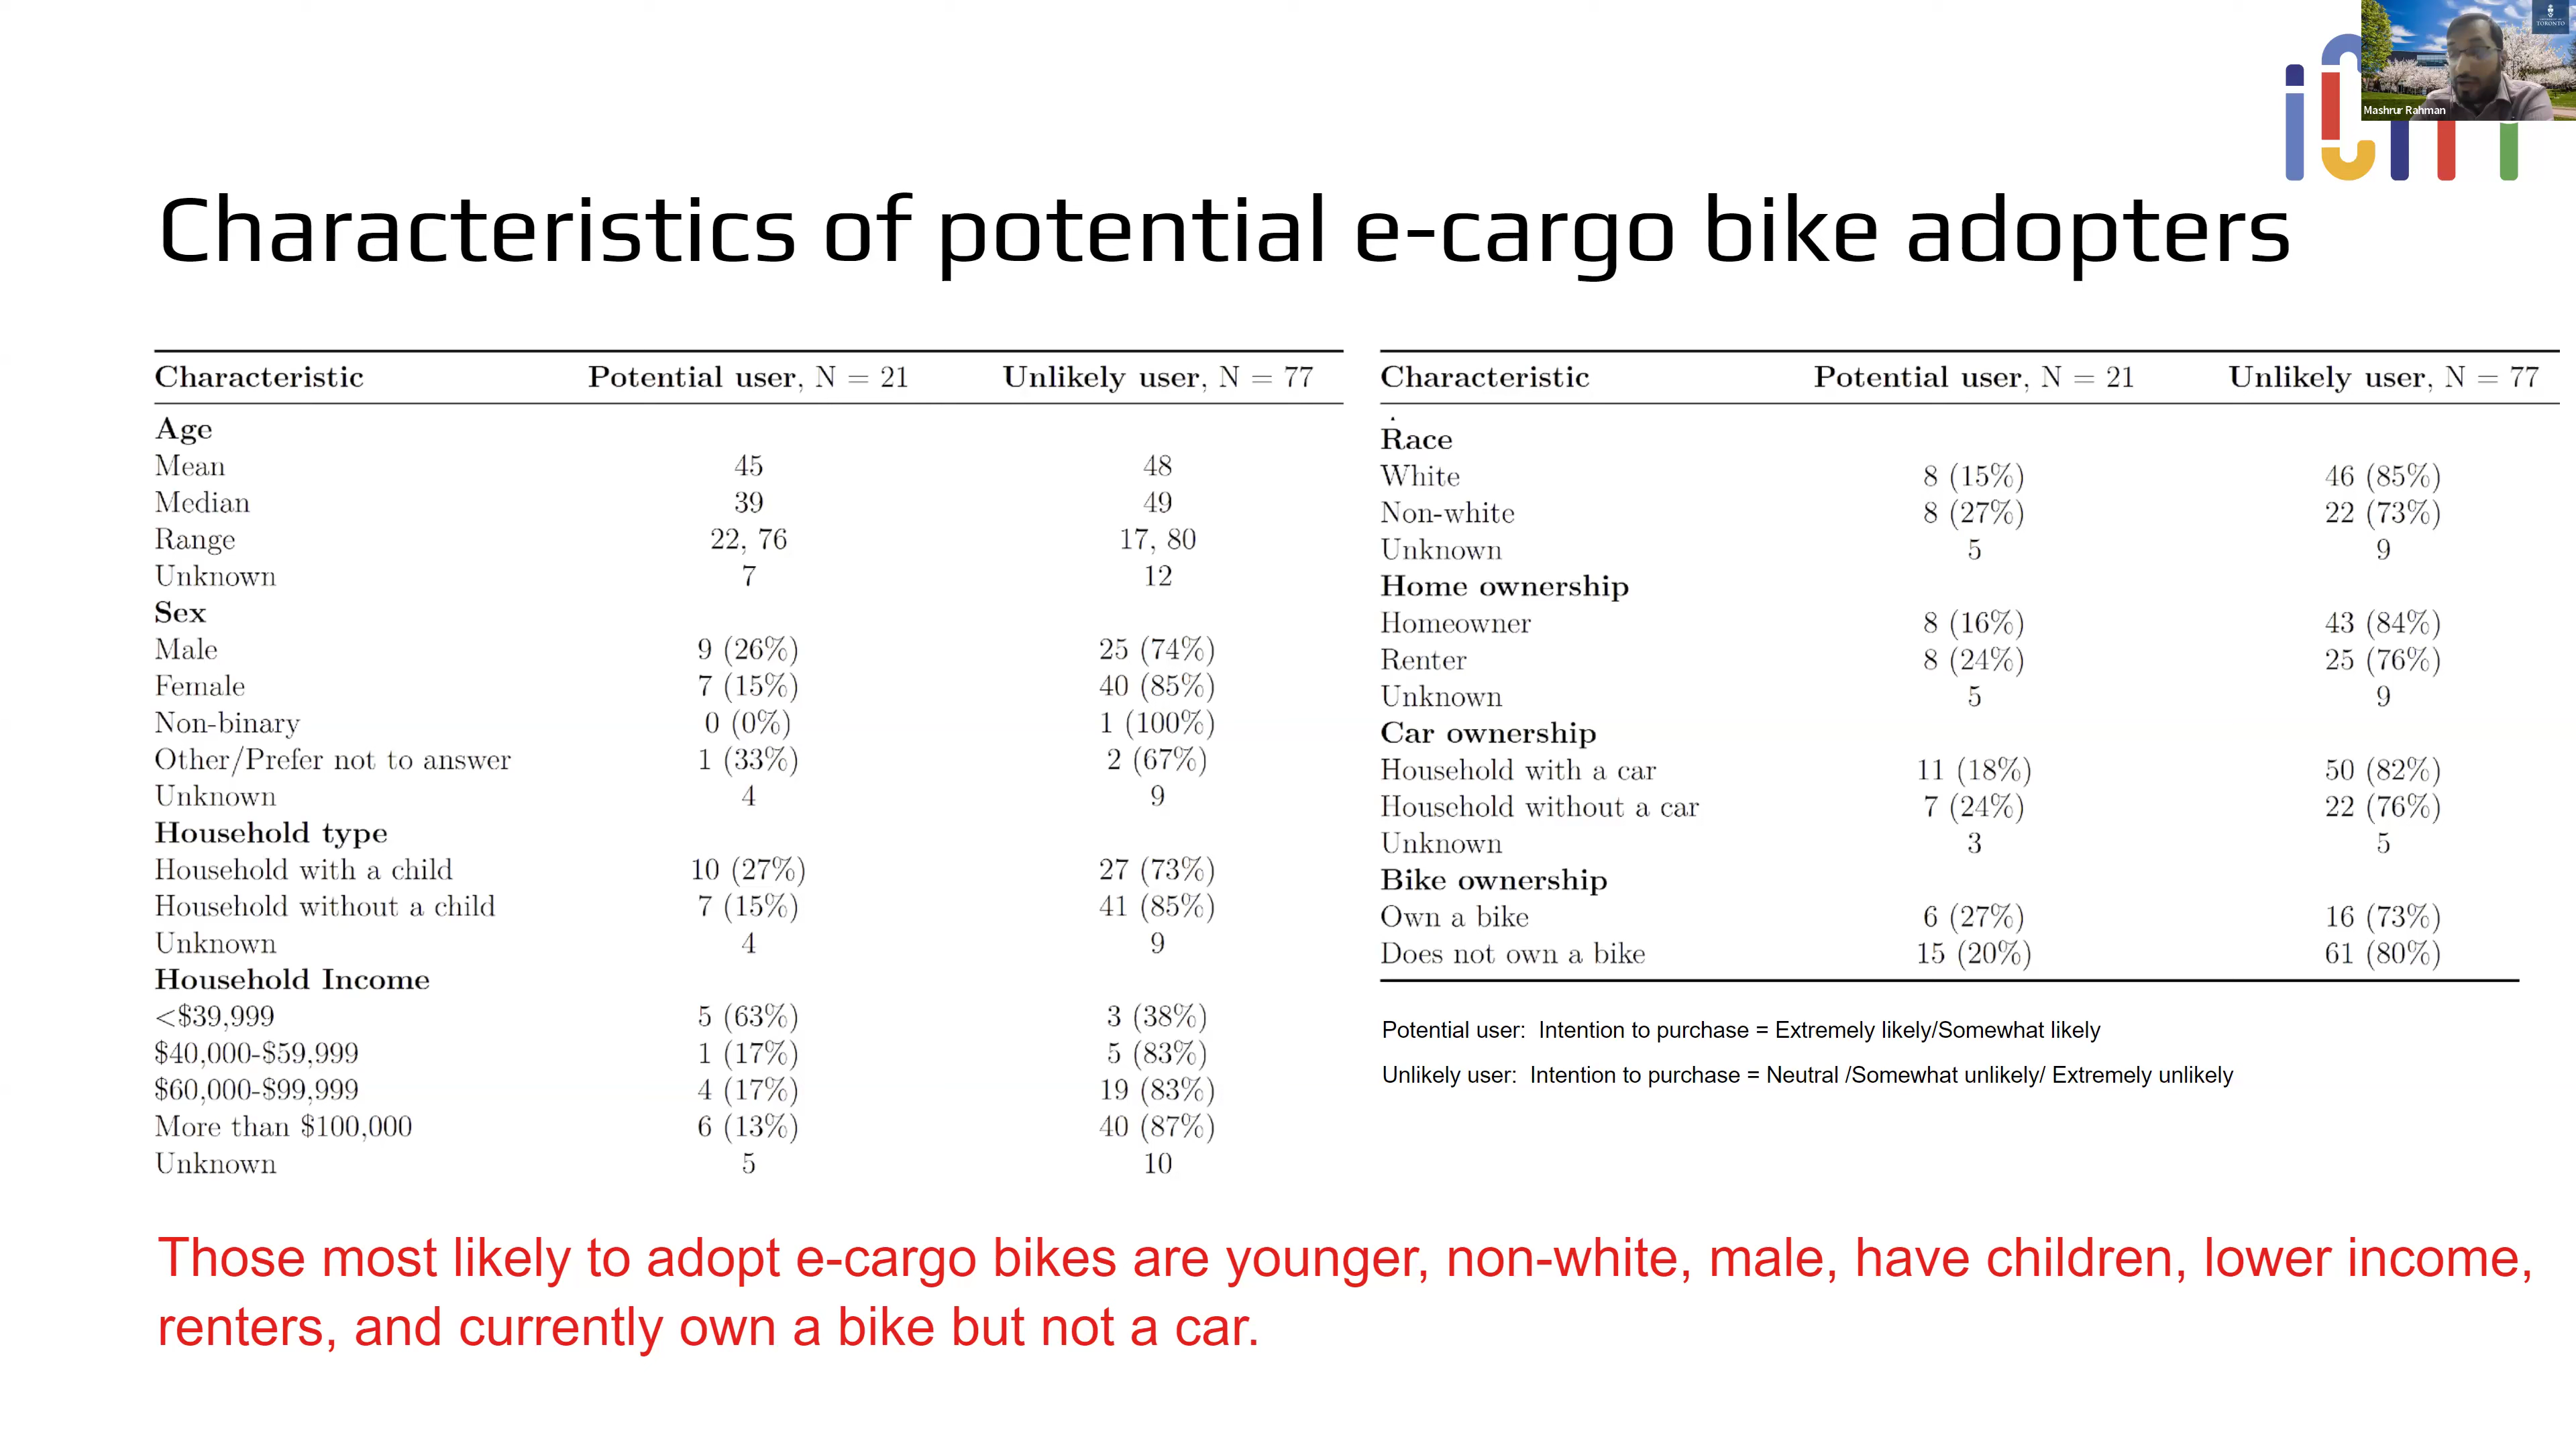 TORONTO
Mashrur Rahman
Characteristics of potential e-cargo bike adopters
Characteristic Potential user, N = 21 Unlikely user, N = 77
Age
Mean 45 48
Median 39 49
Range 22, 76 17, 80
Unknown 7 12
Sex
Male 9 (26%) 25 (74%)
Female 7 (15%) 40 (85%)
Non-binary 0 (0%) 1 (100%)
Other/Prefer not to answer 1 (33%) 2 (67%)
Unknown 4 9
Household type
Household with a child 10 (27%) 27 (73%)
Household without a child 7 (15%) 41 (85%)
Unknown 4 9
Household Income
<$39,999 5 (63%) 3 (38%)
$40,000-$59,999 1 (17%) 5 (83%)
$60,000-$99,999 4 (17%) 19 (83%)
More than $100,000 6 (13%) 40 (87%)
Unknown 5 10
Characteristic Potential user, N = 21 Unlikely user, N = 77
Race
White 8 (15%) 46 (85%)
Non-white 8 (27%) 22 (73%)
Unknown 5 9
Home ownership
Homeowner 8 (16%) 43 (84%)
Renter 8 (24%) 25 (76%)
Unknown 5 9
Car ownership
Household with a car 11 (18%) 50 (82%)
Household without a car 7 (24%) 22 (76%)
Unknown 3 5
Bike ownership
Own a bike 6 (27%) 16 (73%)
Does not own a bike 15 (20%) 61 (80%)
Potential user: Intention to purchase = Extremely likely/Somewhat likely
Unlikely user: Intention to purchase = Neutral /Somewhat unlikely/ Extremely unlikely
Those most likely to adopt e-cargo bikes are younger, non-white, male, have children, lower income,
renters, and currently own a bike but not a car.